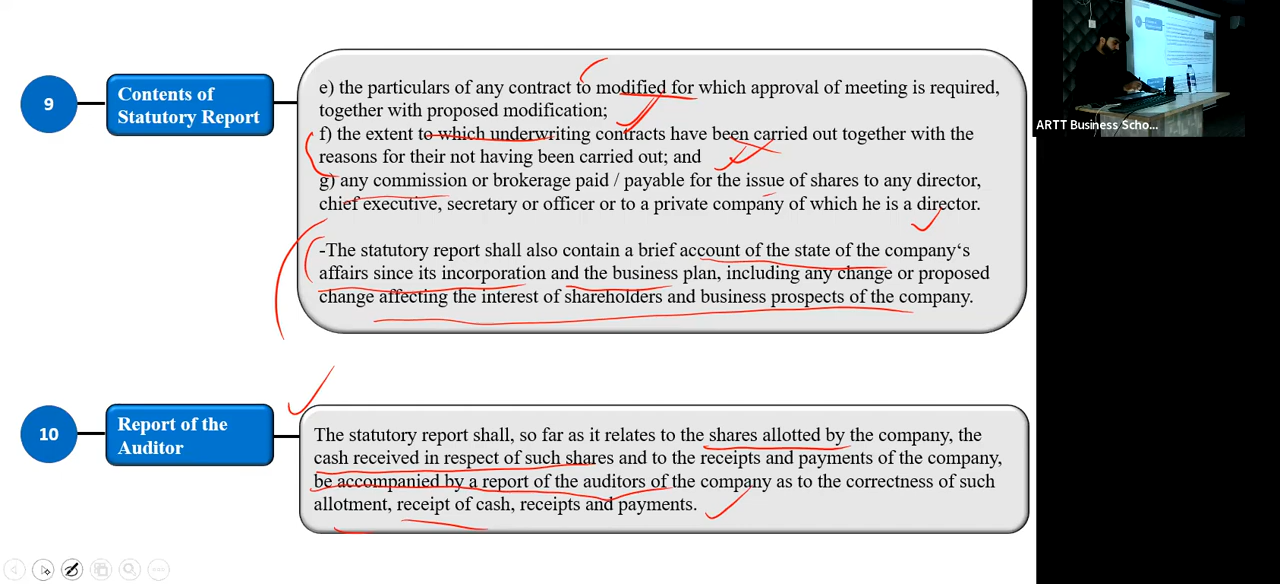 9
Contents of
Statutory Report
e) the particulars of any contract to modified for which approval of meeting is required,
together with proposed modification;
f) the extent to which underwriting contracts have been carried out together with the
reasons for their not having been carried out; and
g) any commission or brokerage paid / payable for the issue of shares to any director,
chief executive, secretary or officer or to a private company of which he is a director.
-The statutory report shall also contain a brief account of the state of the company‘s
affairs since its incorporation and the business plan, including any change or proposed
change affecting the interest of shareholders and business prospects of the company.
10
Report of the
Auditor
The statutory report shall, so far as it relates to the shares allotted by the company, the
cash received in respect of such shares and to the receipts and payments of the company,
be accompanied by a report of the auditors of the company as to the correctness of such
allotment, receipt of cash, receipts and payments.
ARTT Business Scho...